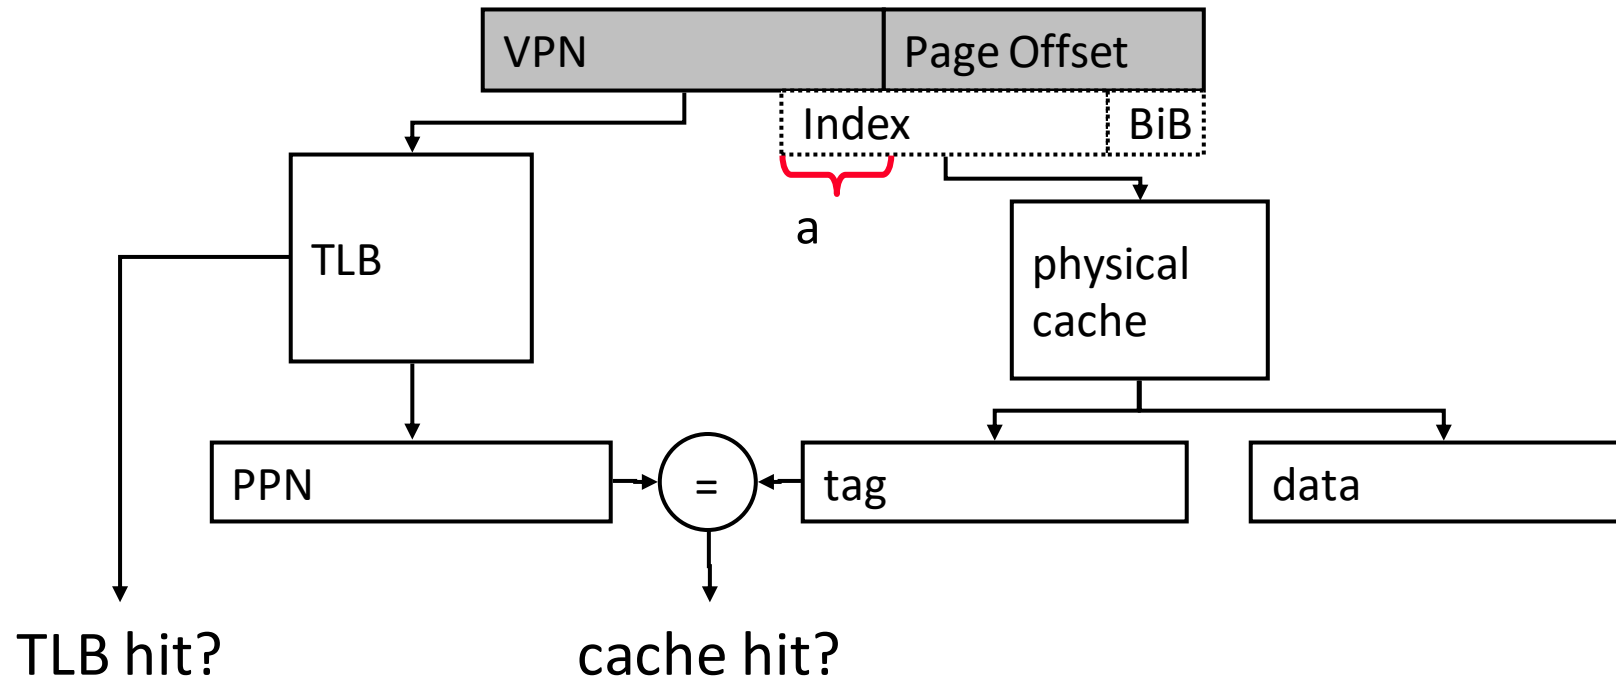 VPN
Page Offset
Index
BiB
a
TLB
physical
cache
PPN
=
tag
data
TLB hit?
cache hit?